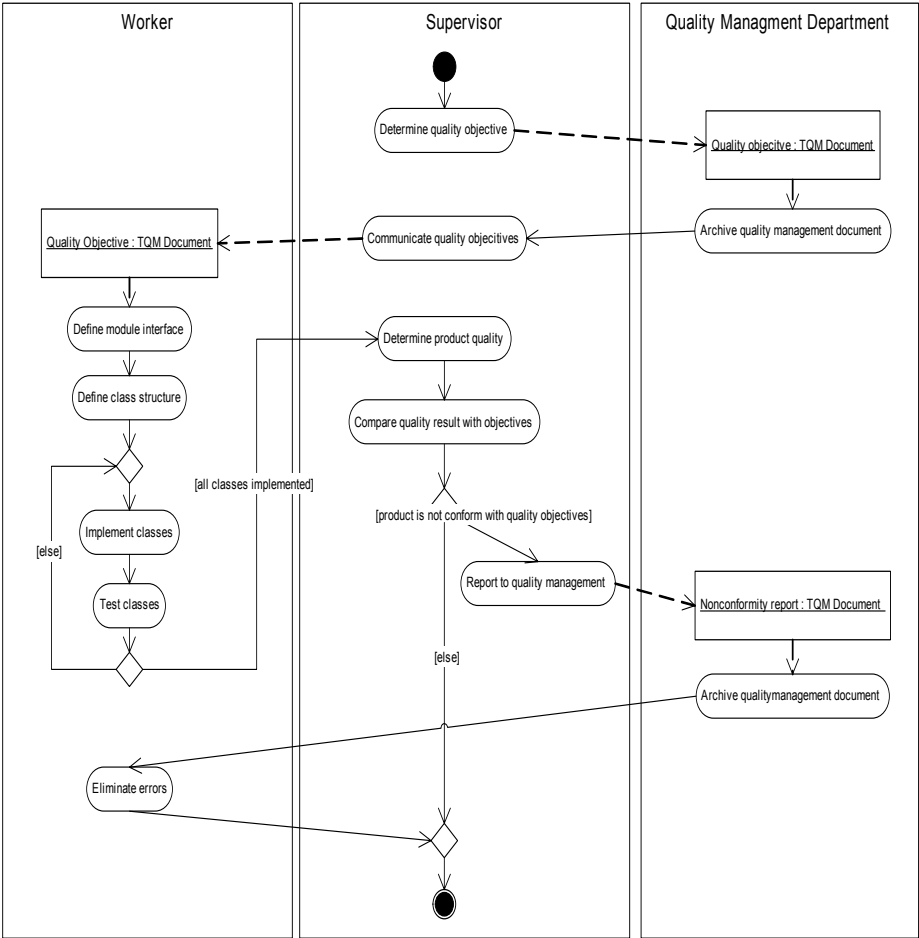 Worker
Supervisor
Quality Managment Department
Determine quality objective
Quality objecitve : TQM Document
Archive quality management document
Communicate quality objecitives
Quality Objective : TQM Document
Define module interface
Define class structure
Determine product quality
Compare quality result with objectives
[all classes implemented]
[product is not conform with quality objectives]
Implement classes
[else]
Test classes
Report to quality management
Nonconformity report : TQM Document
[else]
Archive qualitymanagement document
Eliminate errors